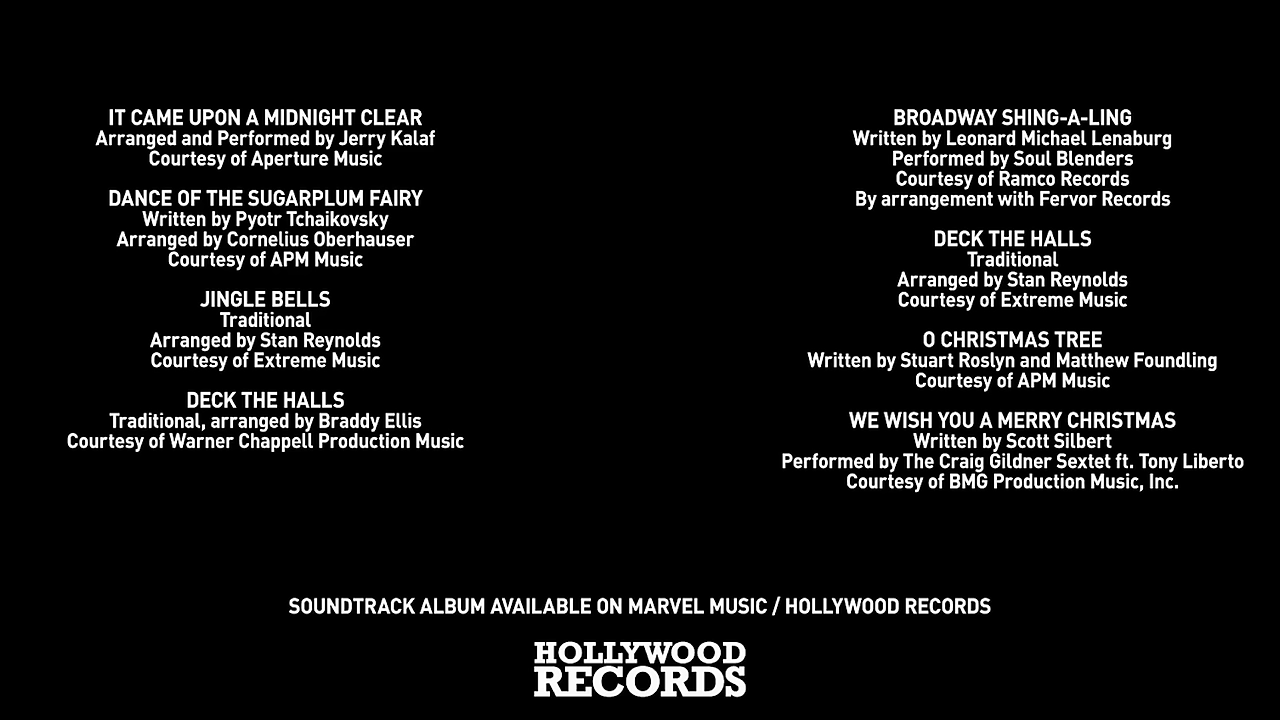 IT CAME UPON A MIDNIGHT CLEAR
Arranged and Performed by Jerry Kalaf
Courtesy of Aperture Music
DANCE OF THE SUGARPLUM FAIRY
Written by Pyotr Tchaikovsky
Arranged by Cornelius Oberhauser
Courtesy of APM Music
JINGLE BELLS
Traditional
Arranged by Stan Reynolds
Courtesy of Extreme Music
DECK THE HALLS
Traditional, arranged by Braddy Ellis
Courtesy of Warner Chappell Production Music
BROADWAY SHING-A-LING
Written by Leonard Michael Lenaburg
Performed by Soul Blenders
Courtesy of Ramco Records
By arrangement with Fervor Records
DECK THE HALLS
Traditional
Arranged by Stan Reynolds
Courtesy of Extreme Music
O CHRISTMAS TREE
Written by Stuart Roslyn and Matthew Foundling
Courtesy of APM Music
WE WISH YOU A MERRY CHRISTMAS
Written by Scott Silbert
Performed by The Craig Gildner Sextet ft. Tony Liberto
Courtesy of BMG Production Music, Inc.
SOUNDTRACK ALBUM AVAILABLE ON MARVEL MUSIC / HOLLYWOOD RECORDS
HOLLYWOOD
RECORDS